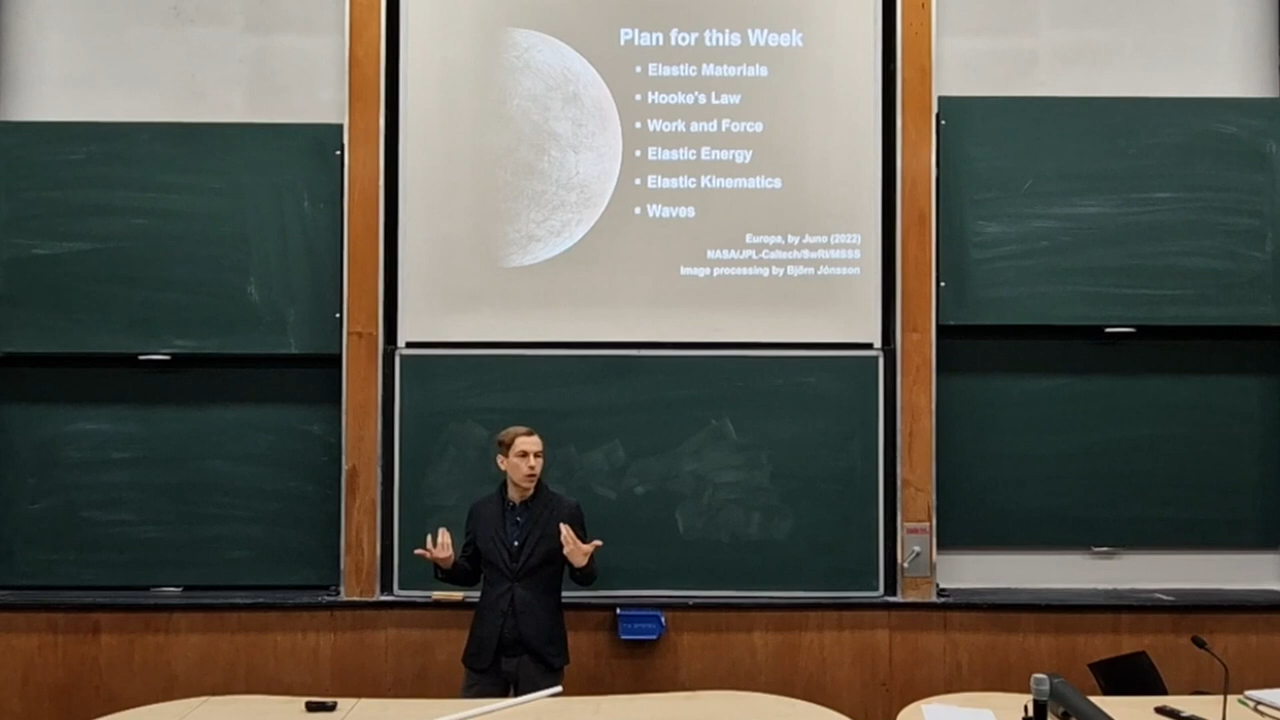 Plan for this Week
• Elastic Materials
• Hooke's Law
• Work and Force
• Elastic Energy
• Elastic Kinematics
• Waves
Europa, by Juno (2022)
NASA/JPL-Caltech/SwRI/MSSS
Image processing by Björn Jónsson